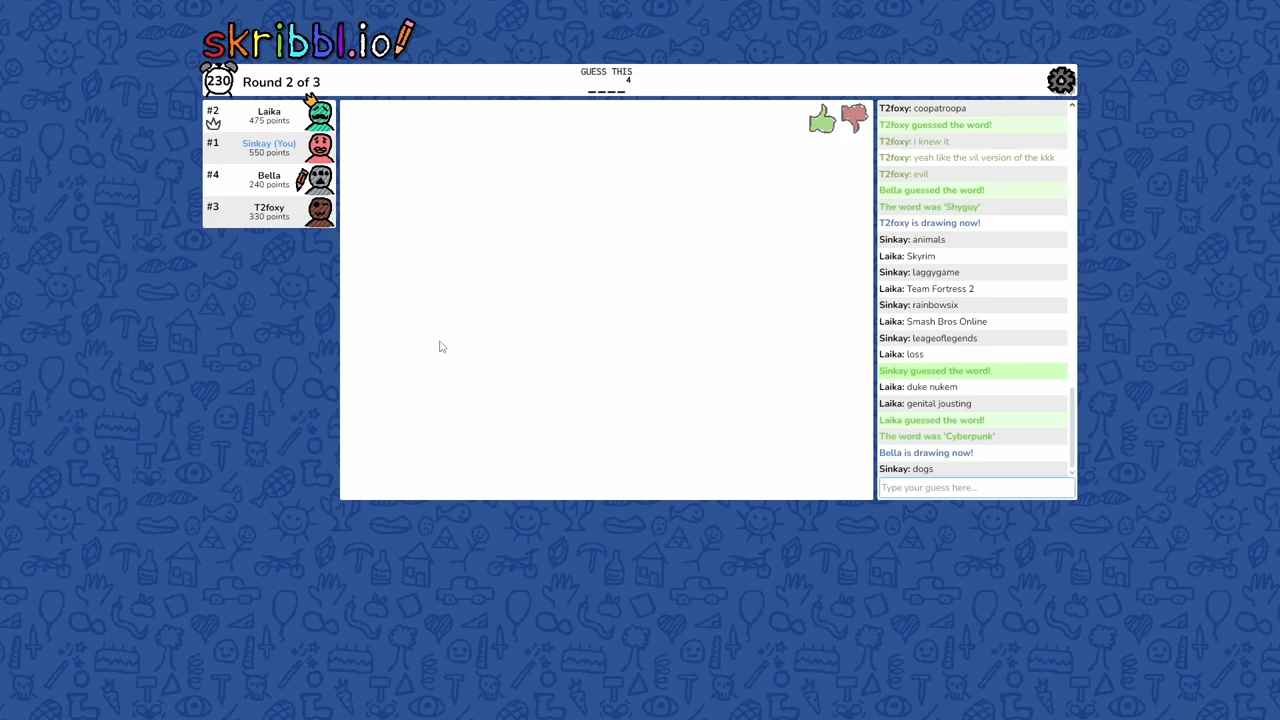 skribbl.io
230
Round 2 of 3
GUESS THIS
4
____
#2
Laika
475 points
#1
Sinkay (You)
550 points
#4
Bella
240 points
#3
T2foxy
330 points
T2foxy: coopatroopa
T2foxy guessed the word!
T2foxy: i knew it
T2foxy: yeah like the vil version of the kkk
T2foxy: evil
Bella guessed the word!
The word was 'Shyguy'
T2foxy is drawing now!
Sinkay: animals
Laika: Skyrim
Sinkay: laggygame
Laika: Team Fortress 2
Sinkay: rainbowsix
Laika: Smash Bros Online
Sinkay: leageoflegends
Laika: loss
Sinkay guessed the word!
Laika: duke nukem
Laika: genital jousting
Laika guessed the word!
The word was 'Cyberpunk'
Bella is drawing now!
Sinkay: dogs
Type your guess here...